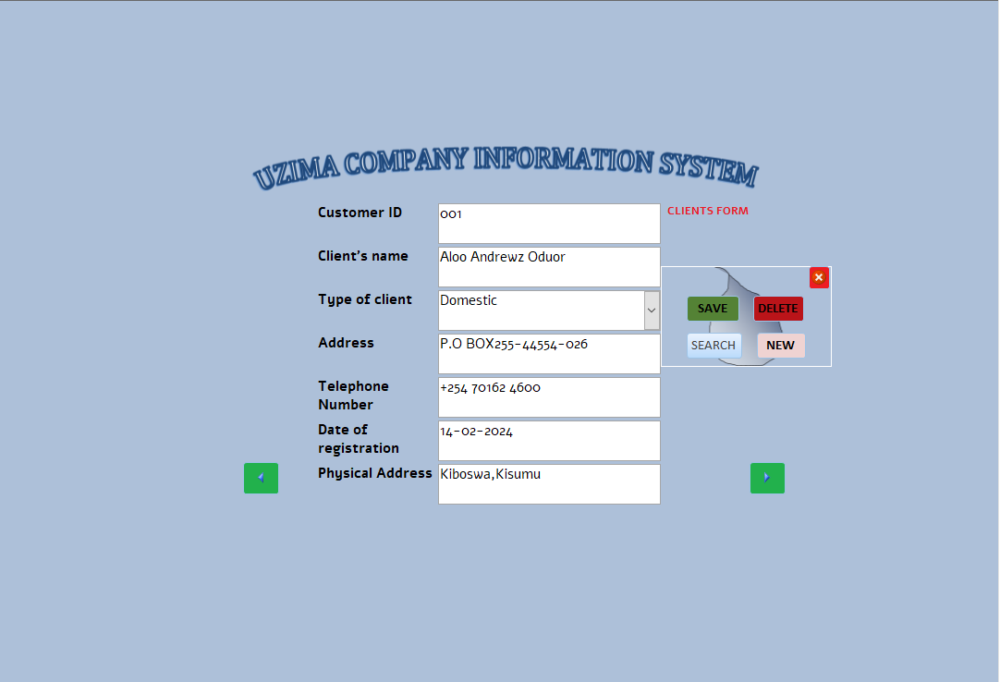 UZIMA COMPANY INFORMATION SYSTEM
Customer ID 001 CLIENTS FORM
Client's name Aloo Andrewz Oduor
Type of client Domestic
SAVE DELETE
Address P.O BOX255-44554-026
SEARCH NEW
Telephone
Number +254 70162 4600
Date of
registration 14-02-2024
Physical Address Kiboswa,Kisumu